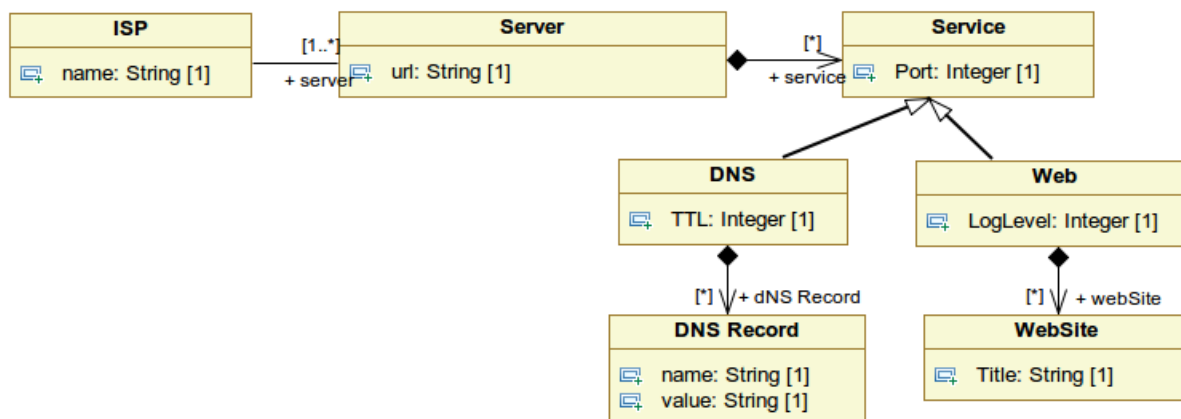 ISP
name: String [1]
[1..*]
+ server
Server
url: String [1]
[*]
+ service
Service
Port: Integer [1]
DNS
TTL: Integer [1]
Web
LogLevel: Integer [1]
[*]
+ dNS Record
[*]
+ webSite
DNS Record
name: String [1]
value: String [1]
WebSite
Title: String [1]